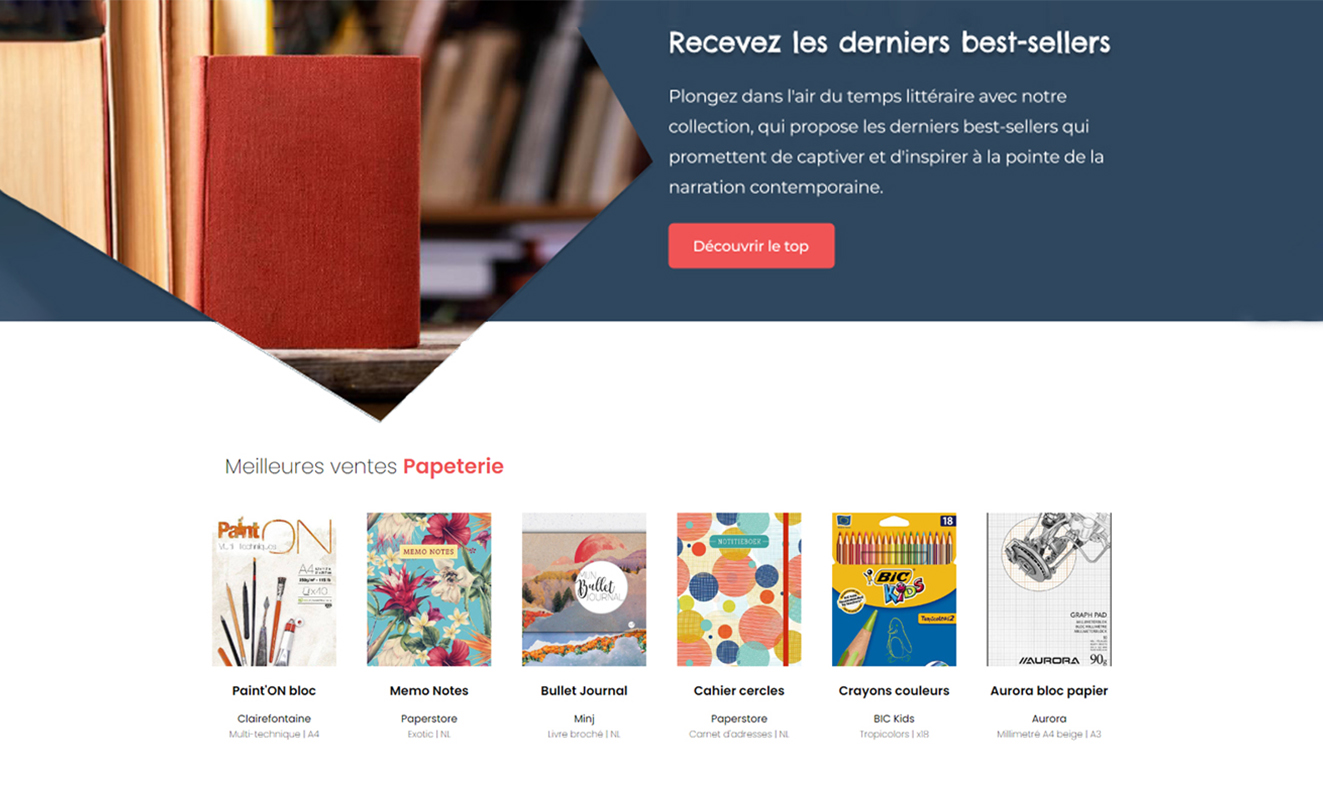 Recevez les derniers best-sellers
Plongez dans l'air du temps littéraire avec notre
collection, qui propose les derniers best-sellers qui
promettent de captiver et d'inspirer à la pointe de la
narration contemporaine.
Découvrir le top
Meilleures ventes Papeterie
Paint ON
A4
MEMO NOTES
MON
Bullet
JOURNAL
NOTITIEBOEK
18
BIC
KIDS
Tropicolors 2
GRAPH PAD
AURORA 90g
Paint'ON bloc
Clairefontaine
Multi-technique | A4
Memo Notes
Paperstore
Exotic | NL
Bullet Journal
Minj
Livre broché | NL
Cahier cercles
Paperstore
Carnet d'adresses | NL
Crayons couleurs
BIC Kids
Tropicolors | x18
Aurora bloc papier
Aurora
Millimetré A4 beige | A3